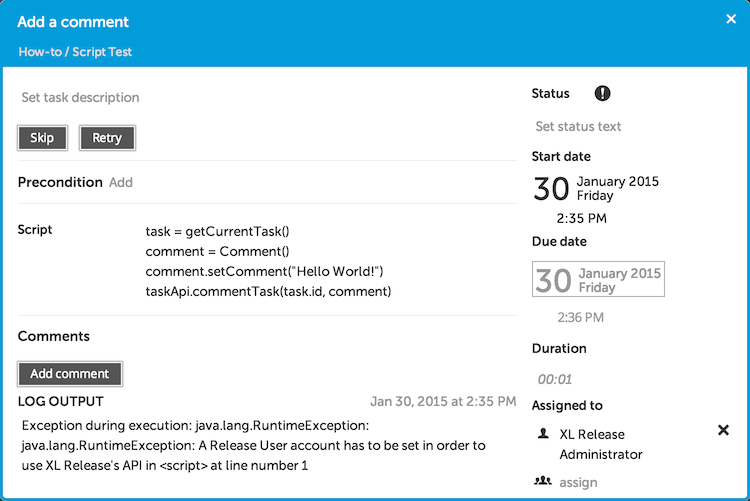 Add a comment
How-to / Script Test
Set task description
Skip
Retry
Precondition Add
Script
task = getCurrentTask()
comment = Comment()
comment.setComment("Hello World!")
taskApi.commentTask(task.id, comment)
Comments
Add comment
LOG OUTPUT
Jan 30, 2015 at 2:35 PM
Exception during execution: java.lang.RuntimeException:
java.lang.RuntimeException: A Release User account has to be set in order to
use XL Release's API in <script> at line number 1
Status
Set status text
Start date
30 January 2015
Friday
2:35 PM
Due date
30 January 2015
Friday
2:36 PM
Duration
00:01
Assigned to
XL Release
Administrator
assign